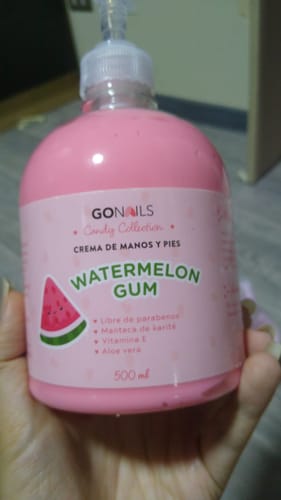 GONAILS
Candy Collection
CREMA DE MANOS Y PIES
WATERMELON
GUM
♥ Libre de parabenos
♥ Manteca de karité
♥ Vitamina E
♥ Aloe vera
500 ml